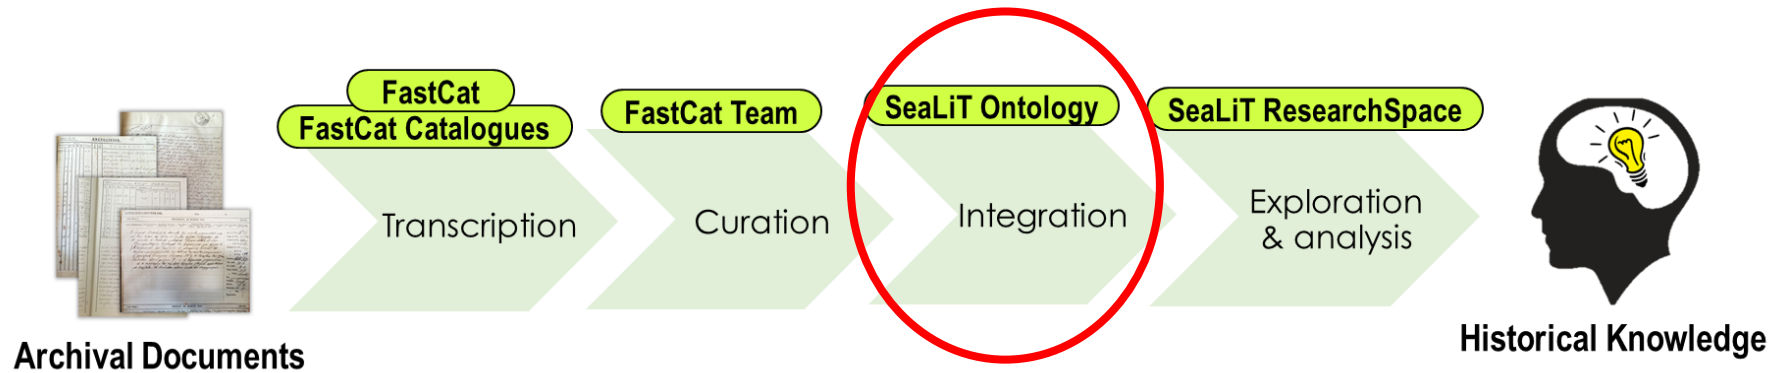 Archival Documents
FastCat
FastCat Catalogues
Transcription
FastCat Team
Curation
SeaLiT Ontology
Integration
SeaLiT ResearchSpace
Exploration
& analysis
Historical Knowledge